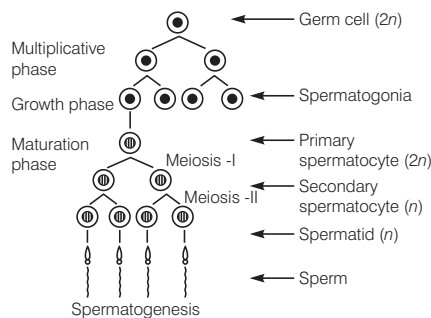 Germ cell (2n)
Multiplicative
phase
Growth phase
Spermatogonia
Maturation
phase
Meiosis -I
Primary
spermatocyte (2n)
Meiosis -II
Secondary
spermatocyte (n)
Spermatid (n)
Sperm
Spermatogenesis